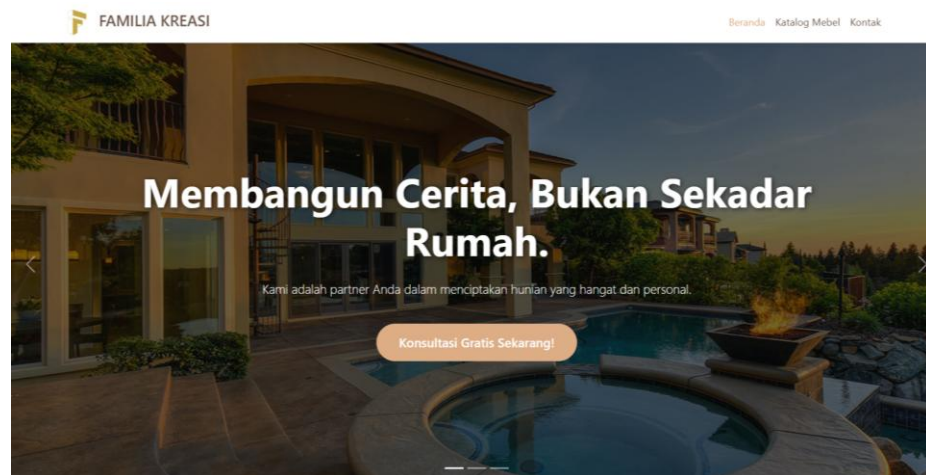 FAMILIA KREASI
Beranda Katalog Mebel Kontak
Membangun Cerita, Bukan Sekadar
Rumah.
Kami adalah partner Anda dalam menciptakan hunian yang hangat dan personal.
Konsultasi Gratis Sekarang!